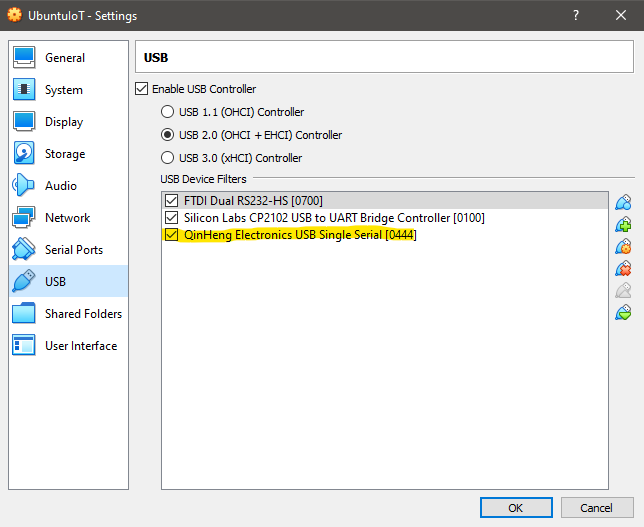 UbuntuIoT - Settings
?
General
System
Display
Storage
Audio
Network
Serial Ports
USB
Shared Folders
User Interface
USB
Enable USB Controller
USB 1.1 (OHCI) Controller
USB 2.0 (OHCI + EHCI) Controller
USB 3.0 (xHCI) Controller
USB Device Filters
FTDI Dual RS232-HS [0700]
Silicon Labs CP2102 USB to UART Bridge Controller [0100]
QinHeng Electronics USB Single Serial [0444]
OK
Cancel